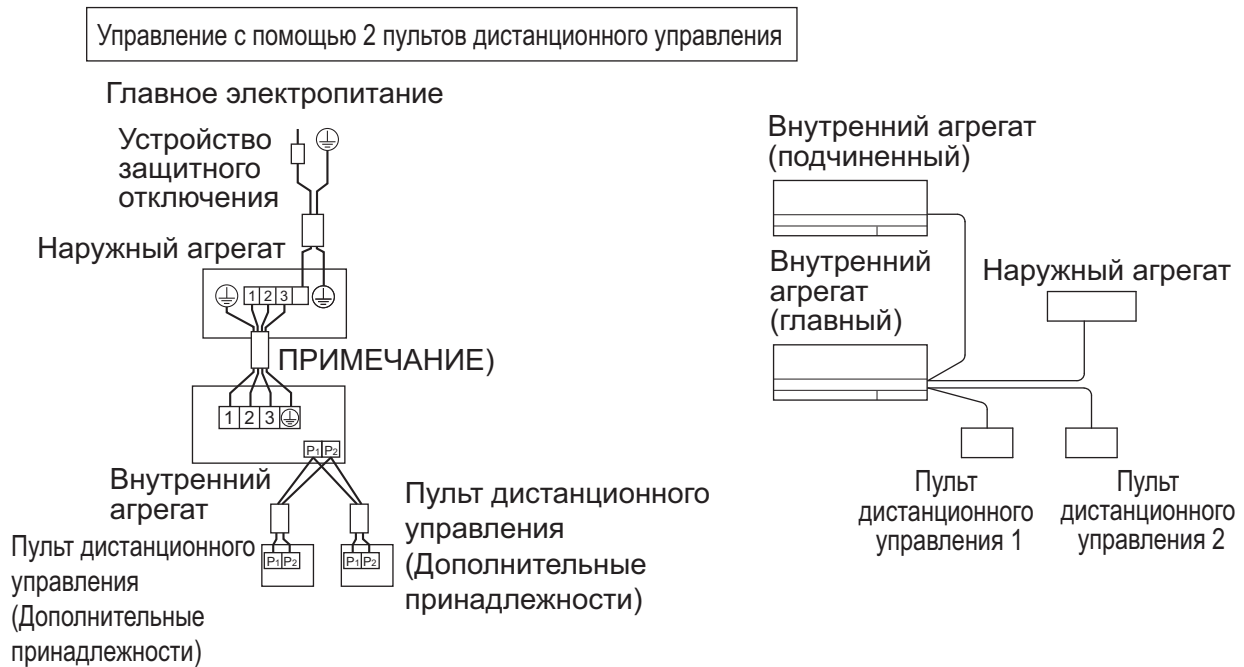 Управление с помощью 2 пультов дистанционного управления
Главное электропитание
Устройство
защитного
отключения
Наружный агрегат
1 2 3
ПРИМЕЧАНИЕ)
1 2 3
P1 P2
Внутренний
агрегат
Пульт дистанционного
управления
(Дополнительные
принадлежности)
P1 P2
P1 P2
Пульт дистанционного
управления
(Дополнительные
принадлежности)
Внутренний агрегат
(подчиненный)
Внутренний
агрегат
(главный)
Наружный агрегат
Пульт
дистанционного
управления 1
Пульт
дистанционного
управления 2